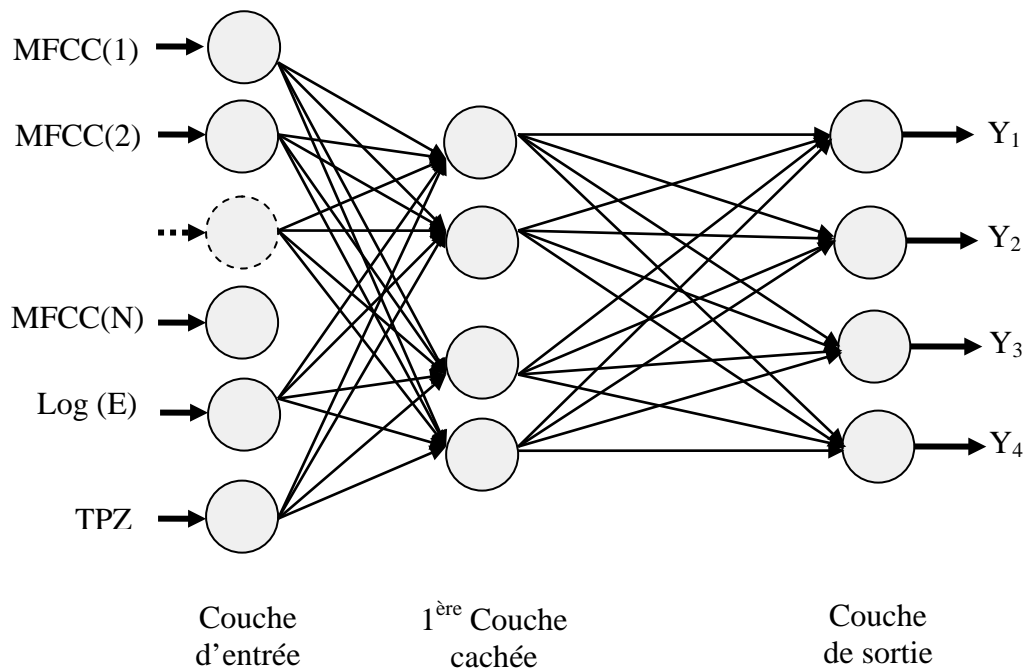 MFCC(1)
MFCC(2)
MFCC(N)
Log (E)
TPZ
Y₁
Y₂
Y₃
Y₄
Couche
d’entrée
1ère Couche
cachée
Couche
de sortie